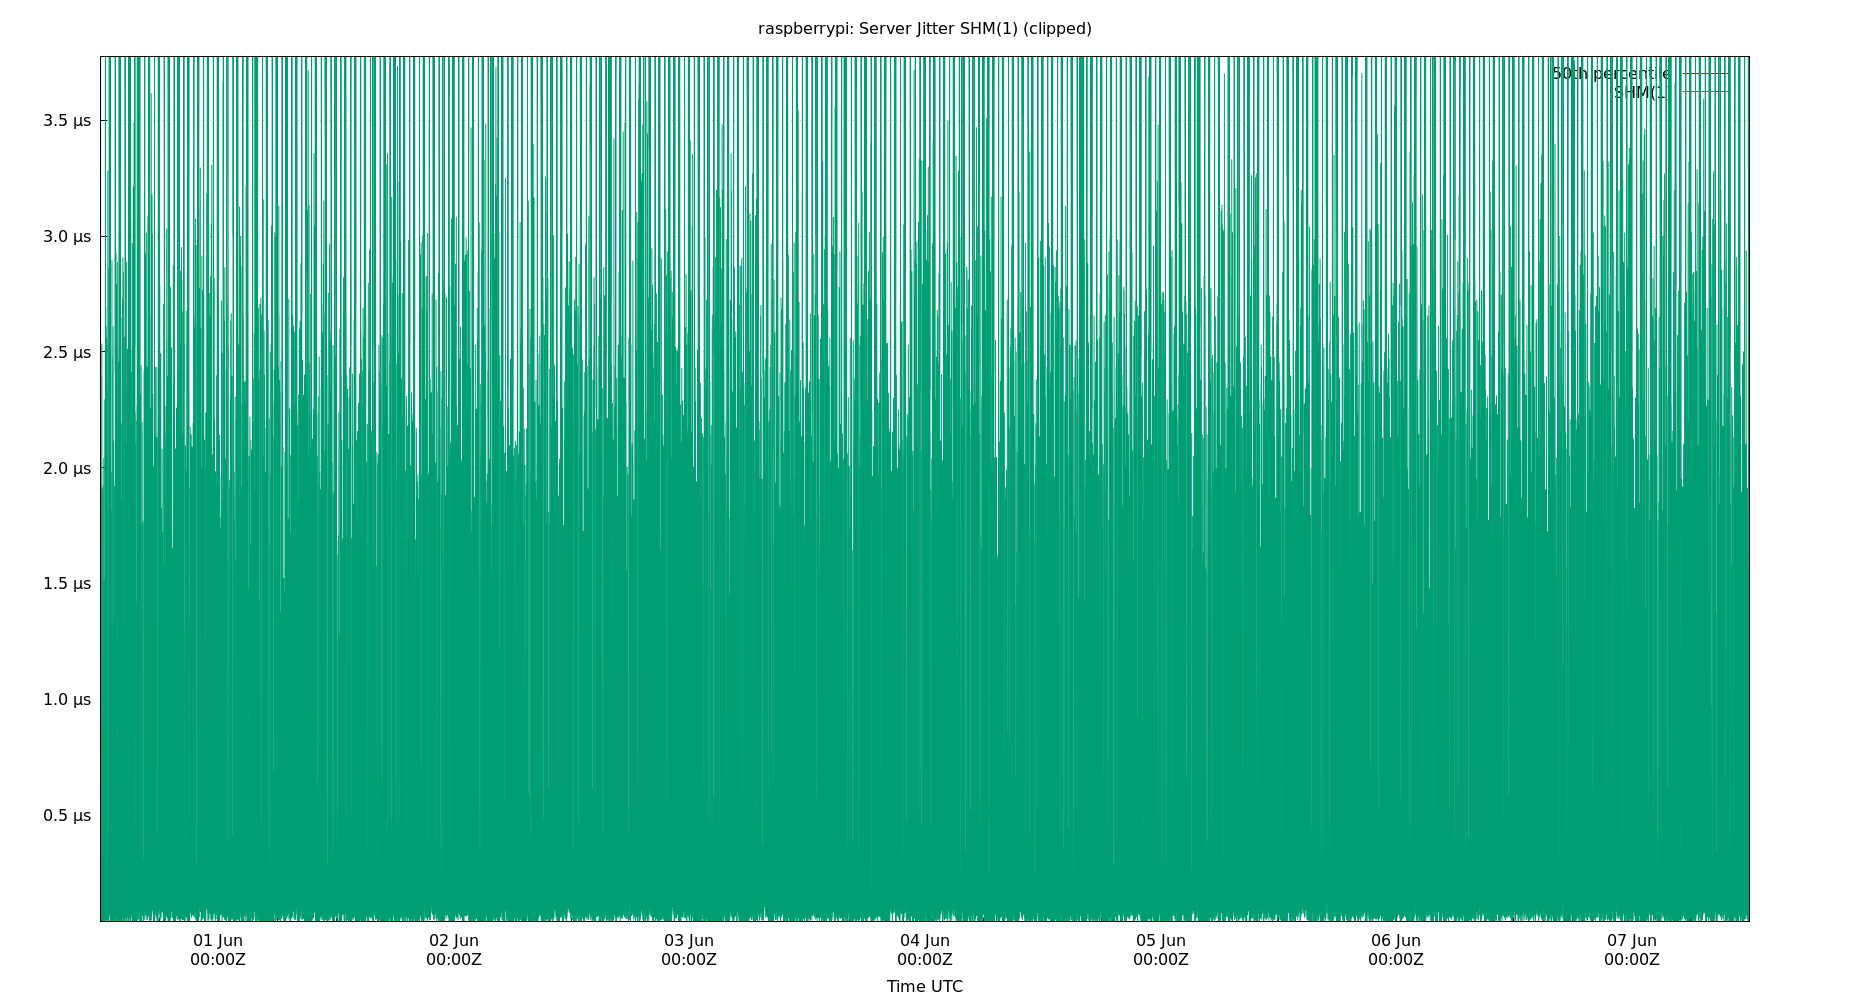 raspberrypi: Server Jitter SHM(1) (clipped)
50th percentile
SHM(1)
3.5 µs
3.0 µs
2.5 µs
2.0 µs
1.5 µs
1.0 µs
0.5 µs
01 Jun 02 Jun 03 Jun 04 Jun 05 Jun 06 Jun 07 Jun
00:00Z 00:00Z 00:00Z 00:00Z 00:00Z 00:00Z 00:00Z
Time UTC